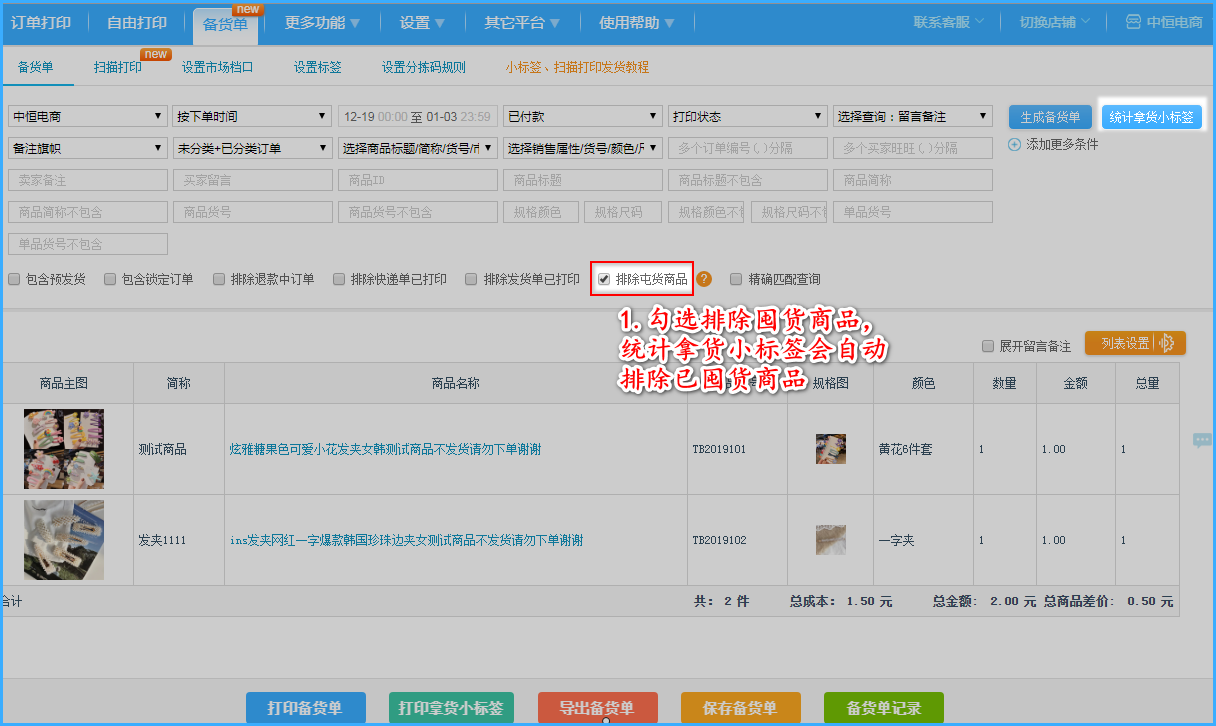 订单打印 自由打印 备货单 new 更多功能 设置 其它平台 使用帮助 联系客服 切换店铺 中恒电商
备货单 扫描打印 new 设置市场档口 设置标签 设置分拣码规则 小标签、扫描打印发货教程
中恒电商 按下单时间 12-19 00:00 至 01-03 23:59 已付款 打印状态 选择查询：留言备注 生成备货单 统计拿货小标签
备注旗帜 未分类+已分类订单 选择商品标题/简称/货号/ 选择销售属性/货号/颜色/ 多个订单编号(,)分隔 多个买家旺旺(,)分隔 添加更多条件
卖家备注 买家留言 商品ID 商品标题 商品标题不包含 商品简称
商品简称不包含 商品货号 商品货号不包含 规格颜色 规格尺码 规格颜色不 规格尺码不 单品货号
单品货号不包含
包含预发货 包含锁定订单 排除退款中订单 排除快递单已打印 排除发货单已打印 排除屯货商品 ? 精确匹配查询
1. 勾选排除囤货商品，
统计拿货小标签会自动
排除已囤货商品
展开留言备注 列表设置
商品主图 简称 商品名称 规格图 颜色 数量 金额 总量
测试商品 炫雅糖果色可爱小花发夹女韩测试商品不发货请勿下单谢谢 TB2019101 黄花6件套 1 1.00 1
发夹1111 ins发夹网红一字爆款韩国珍珠边夹女测试商品不发货请勿下单谢谢 TB2019102 一字夹 1 1.00 1
合计 共： 2 件 总成本： 1.50 元 总金额： 2.00 元 总商品差价： 0.50 元
打印备货单 打印拿货小标签 导出备货单 保存备货单 备货单记录